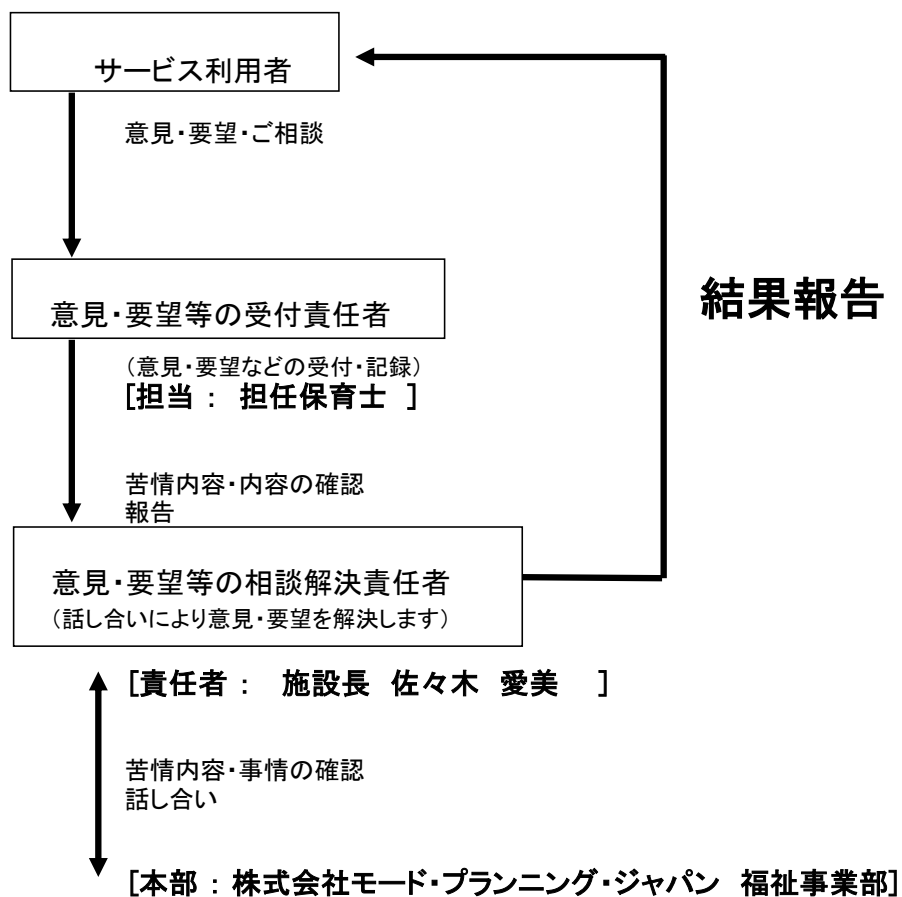 サービス利用者
意見・要望・ご相談
意見・要望等の受付責任者
（意見・要望などの受付・記録）
[担当 ： 担任保育士 ]
苦情内容・内容の確認
報告
意見・要望等の相談解決責任者
（話し合いにより意見・要望を解決します）
[責任者 ： 施設長 佐々木 愛美 ]
苦情内容・事情の確認
話し合い
[本部 ： 株式会社モード・プランニング・ジャパン 福祉事業部]
結果報告